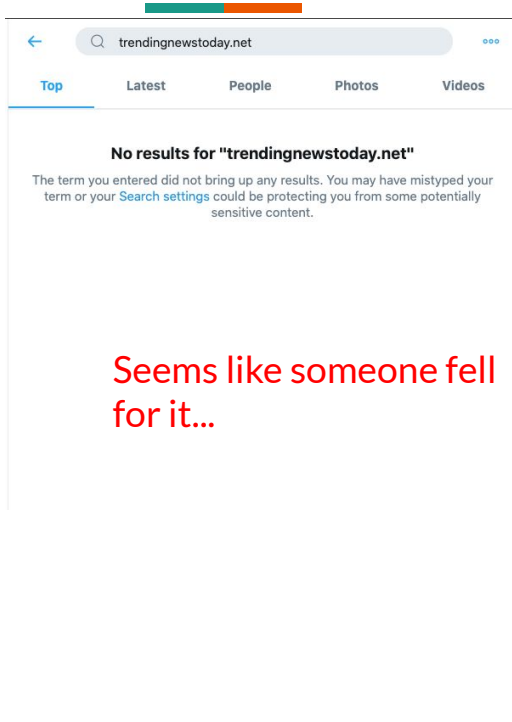 trendingnewstoday.net
Top Latest People Photos Videos
No results for "trendingnewstoday.net"
The term you entered did not bring up any results. You may have mistyped your
term or your Search settings could be protecting you from some potentially
sensitive content.
Seems like someone fell
for it...